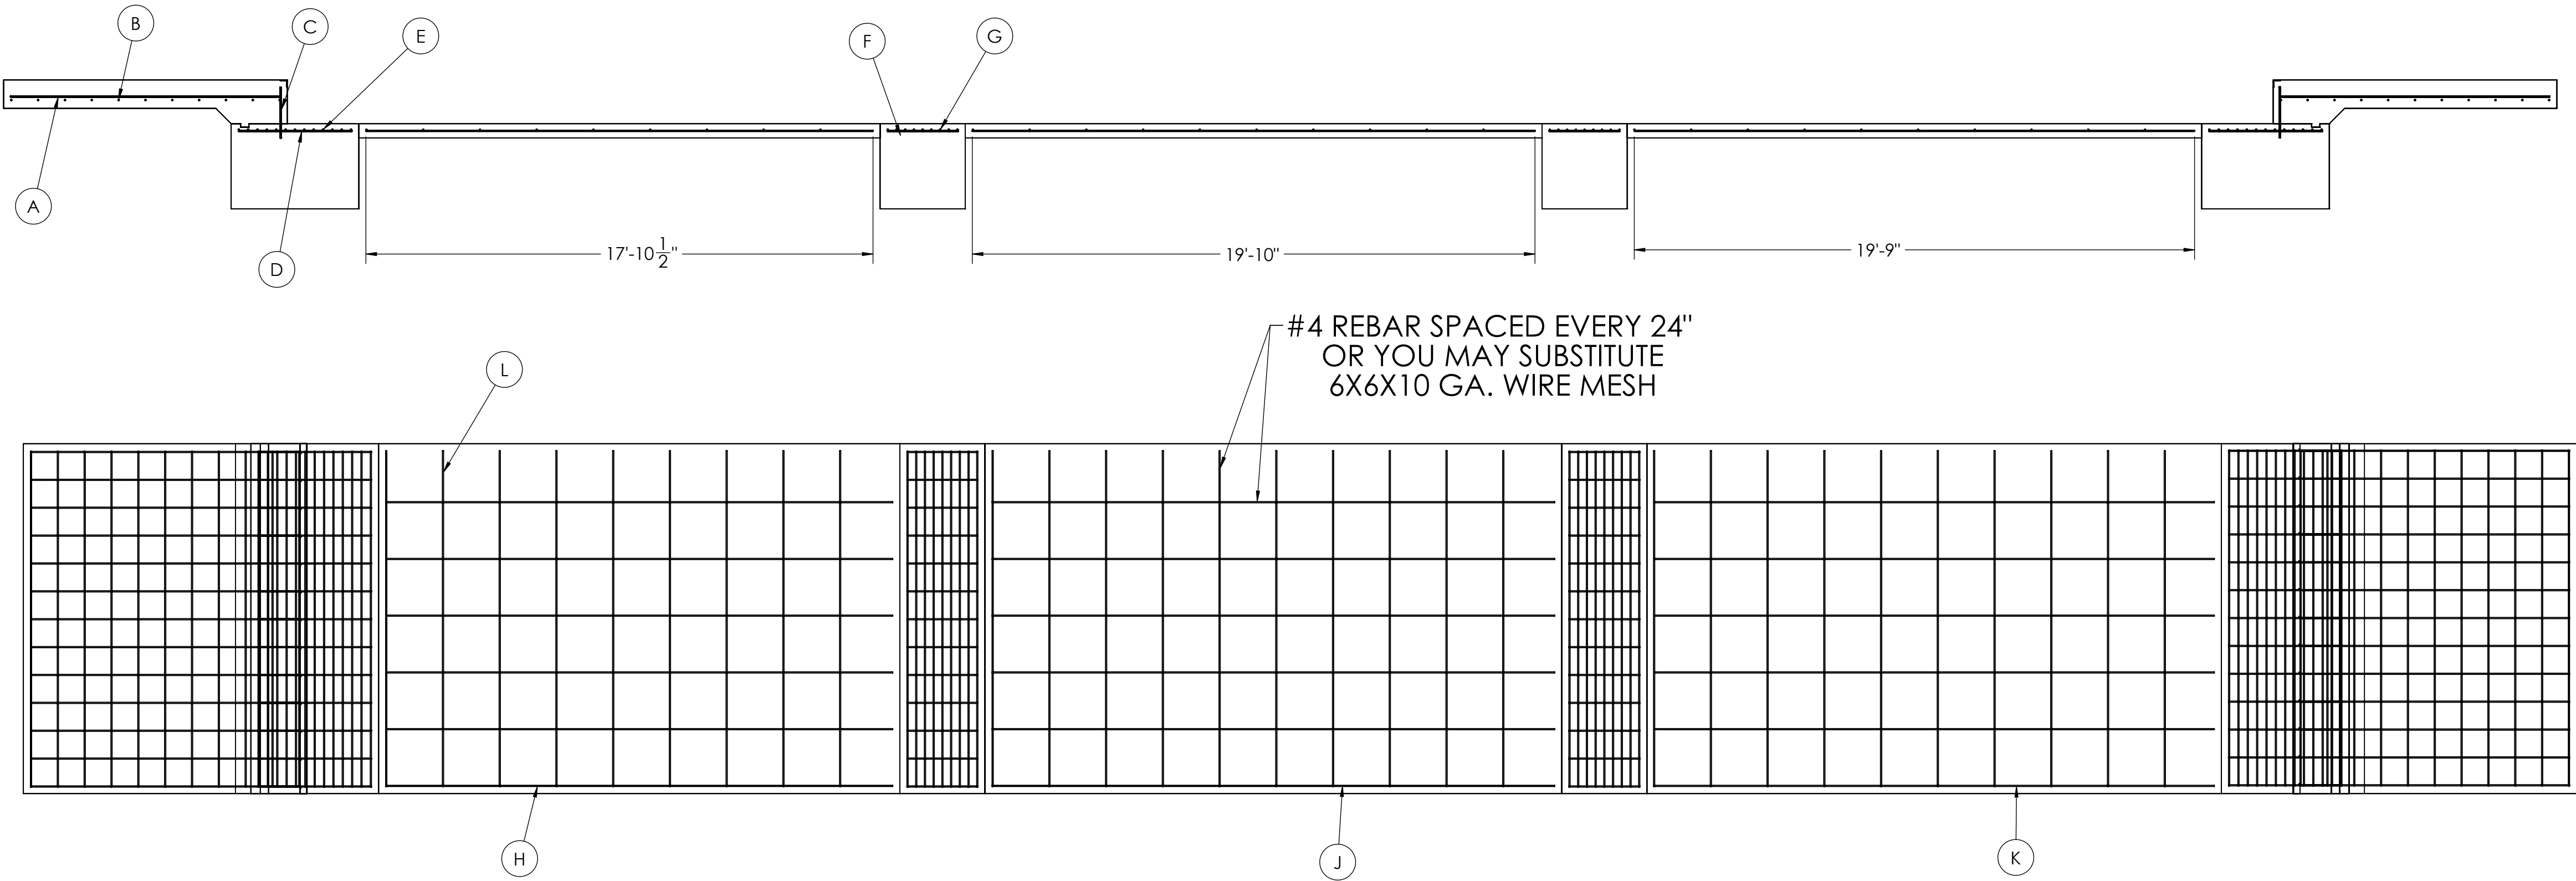 B
C
E
F
G
A
D
17'-10 1/2"
19'-10"
19'-9"
#4 REBAR SPACED EVERY 24"
OR YOU MAY SUBSTITUTE
6X6X10 GA. WIRE MESH
L
H
J
K